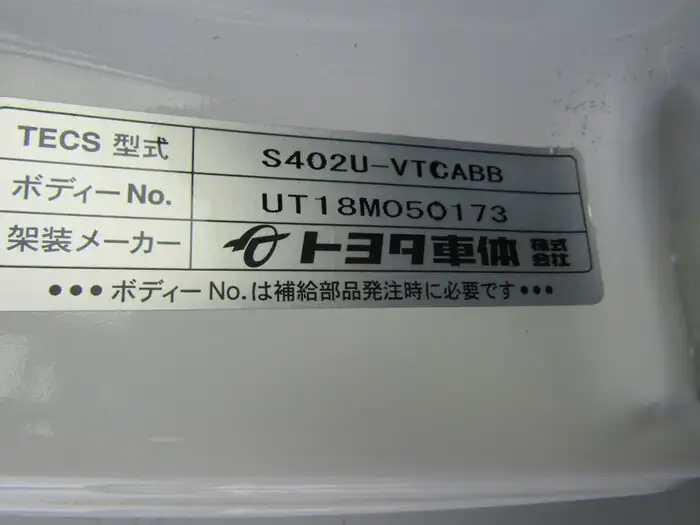 TECS 型式 S402U-VTCABB
ボディーNo. UT18M050173
架装メーカー トヨタ車体 株式会社
●●●ボディーNo.は補給部品発注時に必要です●●●